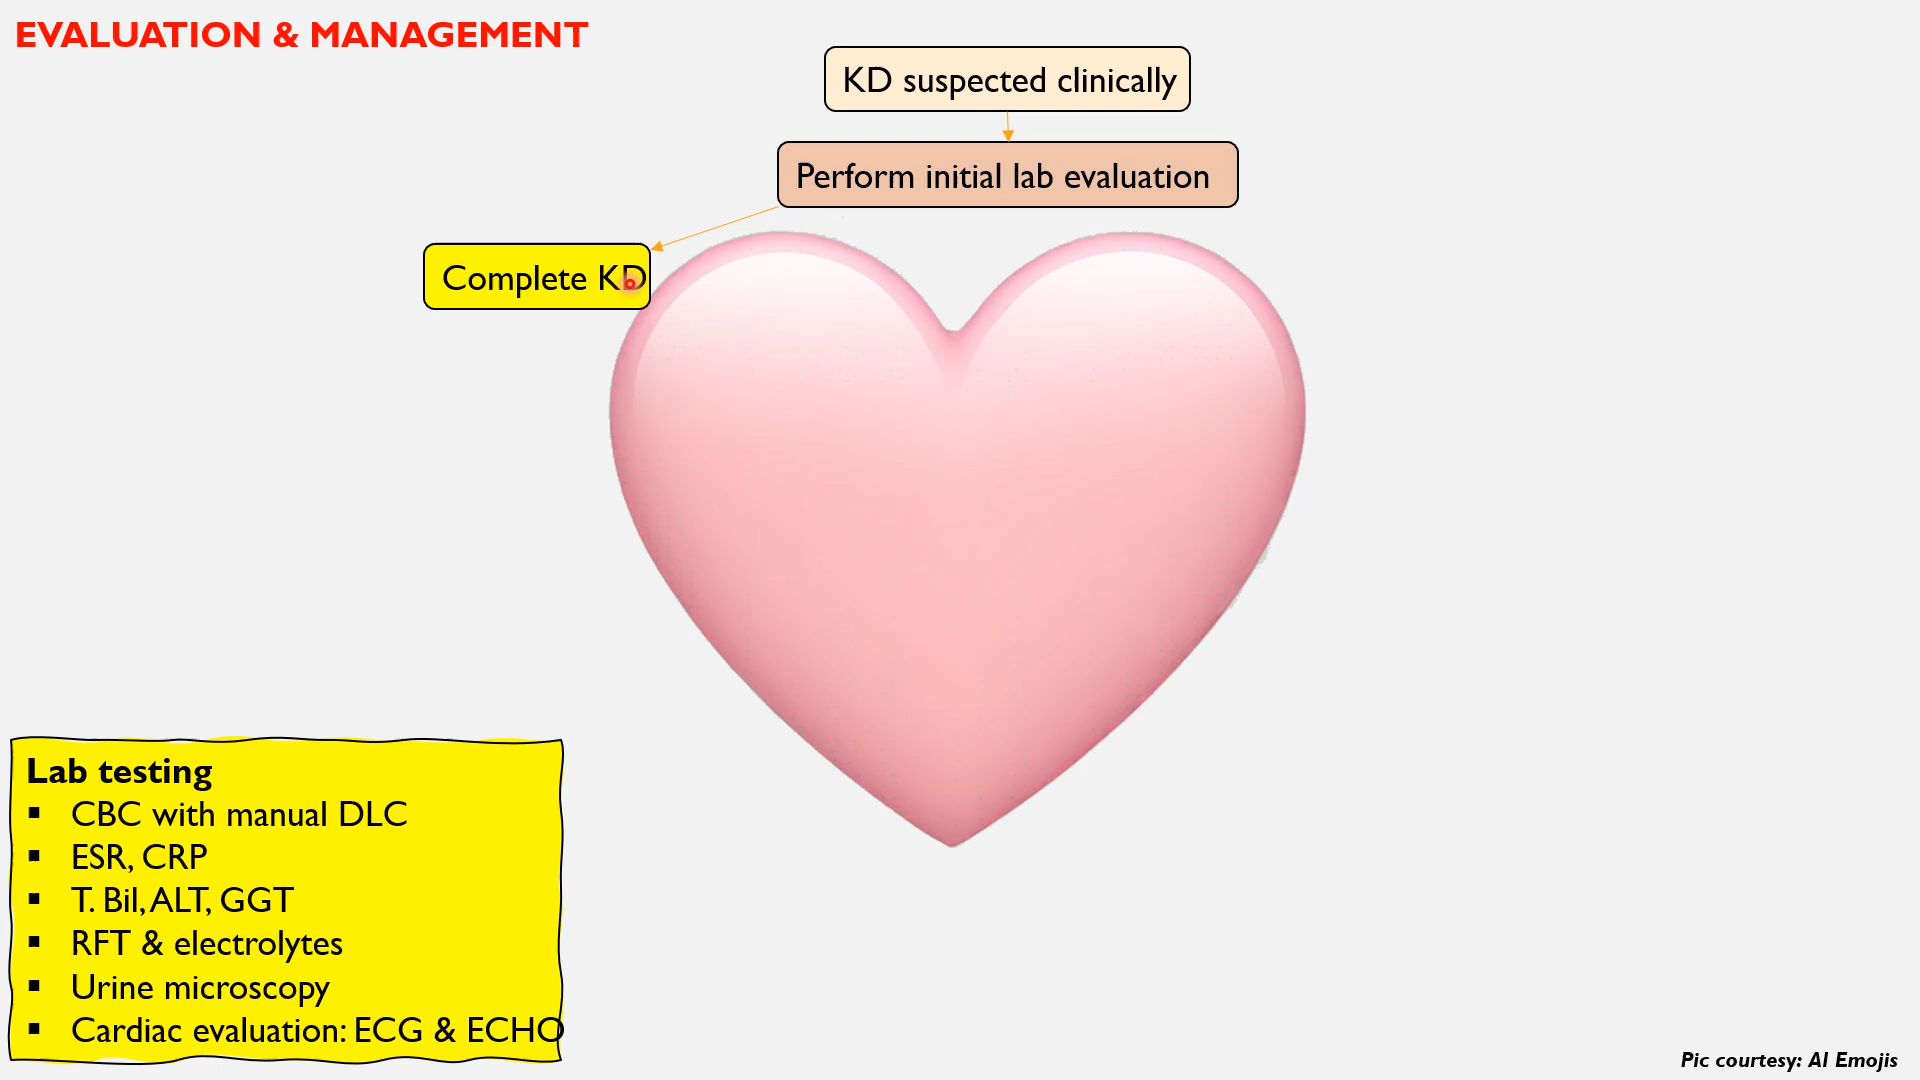 EVALUATION & MANAGEMENT
KD suspected clinically
Perform initial lab evaluation
Complete KD
Lab testing
▪ CBC with manual DLC
▪ ESR, CRP
▪ T. Bil, ALT, GGT
▪ RFT & electrolytes
▪ Urine microscopy
▪ Cardiac evaluation: ECG & ECHO
Pic courtesy: AI Emojis